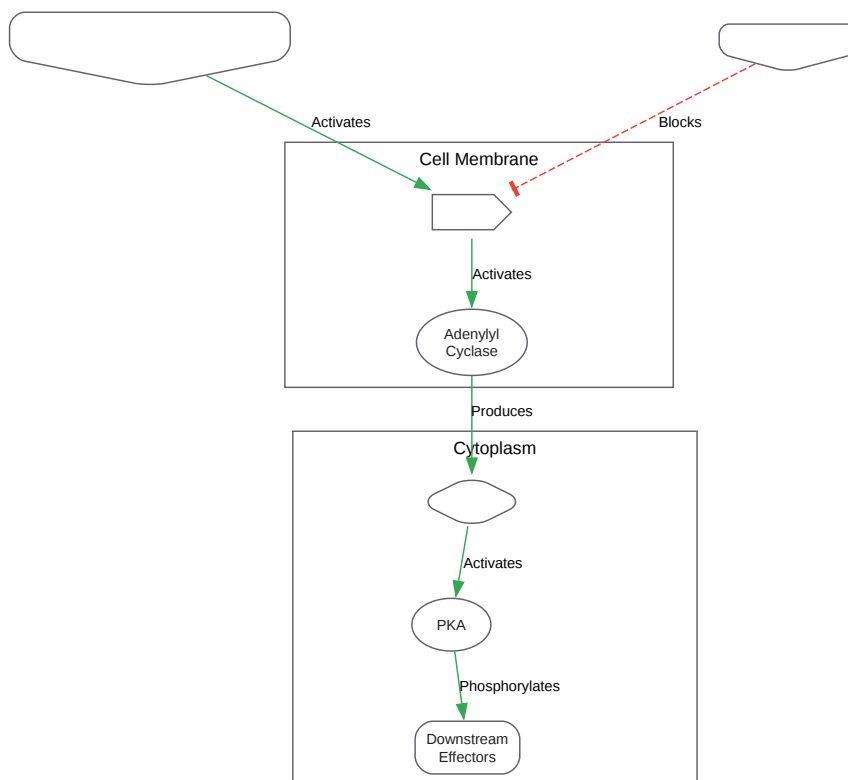 Activates
Blocks
Cell Membrane
Activates
Adenylyl
Cyclase
Produces
Cytoplasm
Activates
PKA
Phosphorylates
Downstream
Effectors